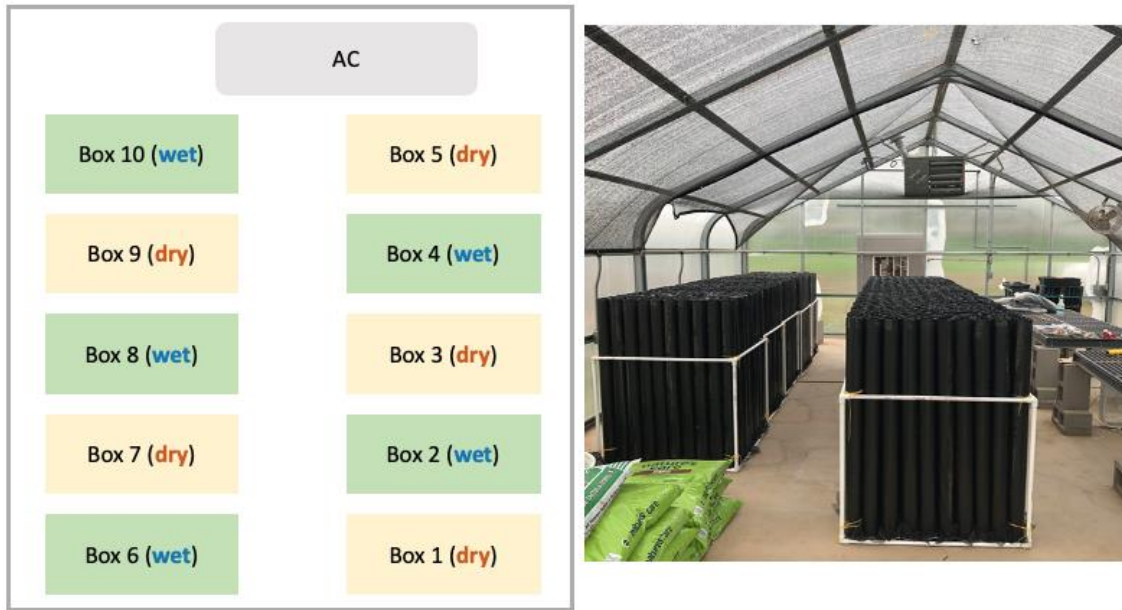 AC
Box 10 (wet)
Box 5 (dry)
Box 9 (dry)
Box 4 (wet)
Box 8 (wet)
Box 3 (dry)
Box 7 (dry)
Box 2 (wet)
Box 6 (wet)
Box 1 (dry)